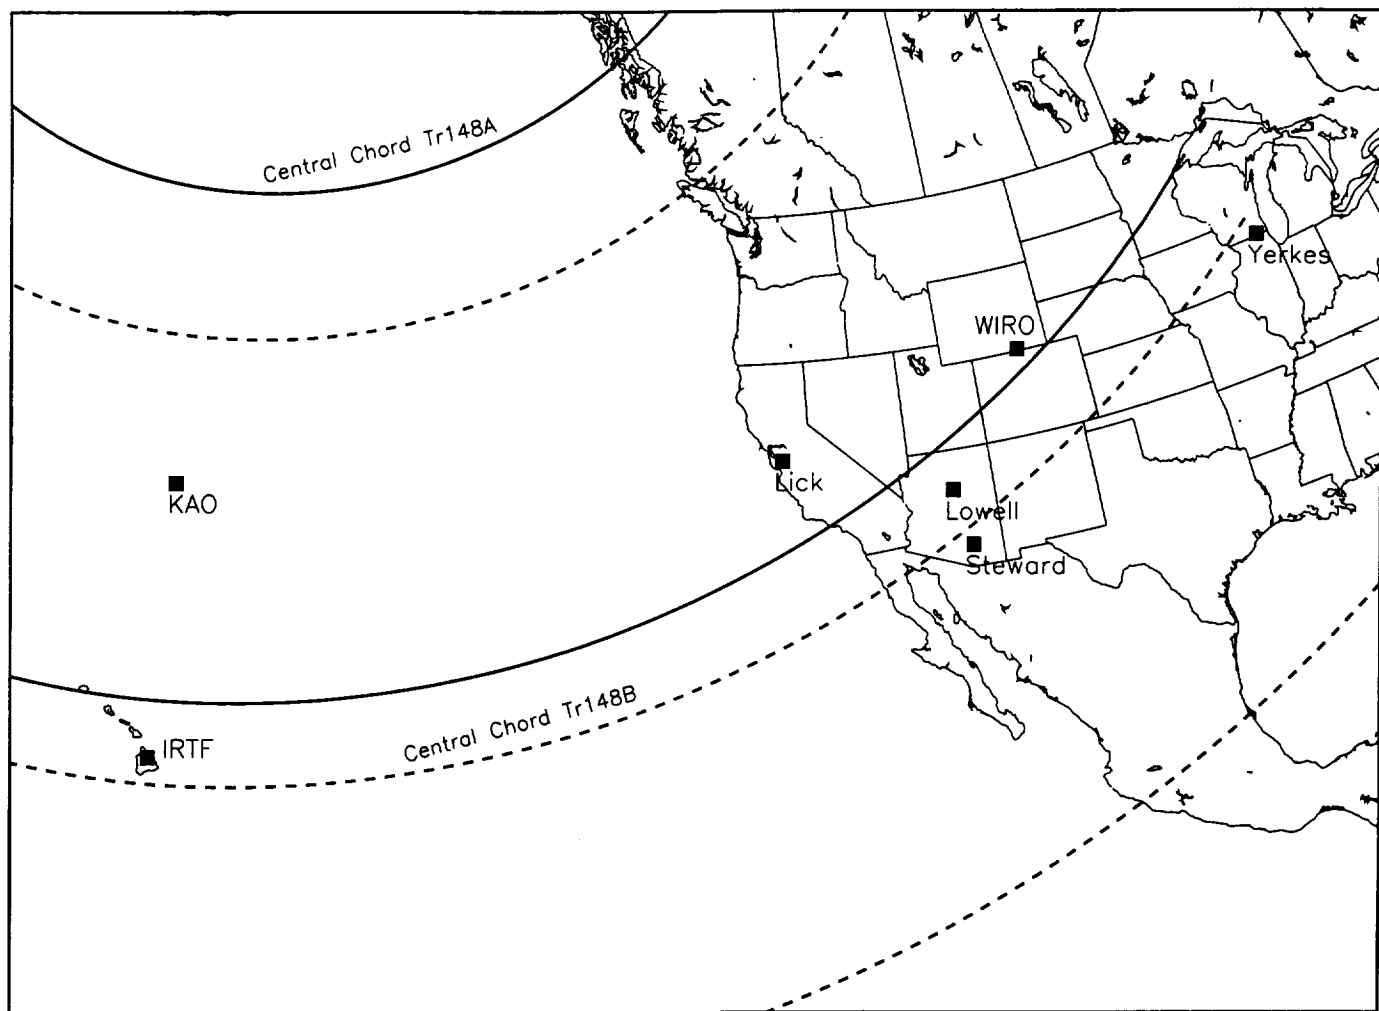 Central Chord Tr148A
Yerkes
WIRO
Lick
KAO
Lowell
Steward
Central Chord Tr148B
IRTF